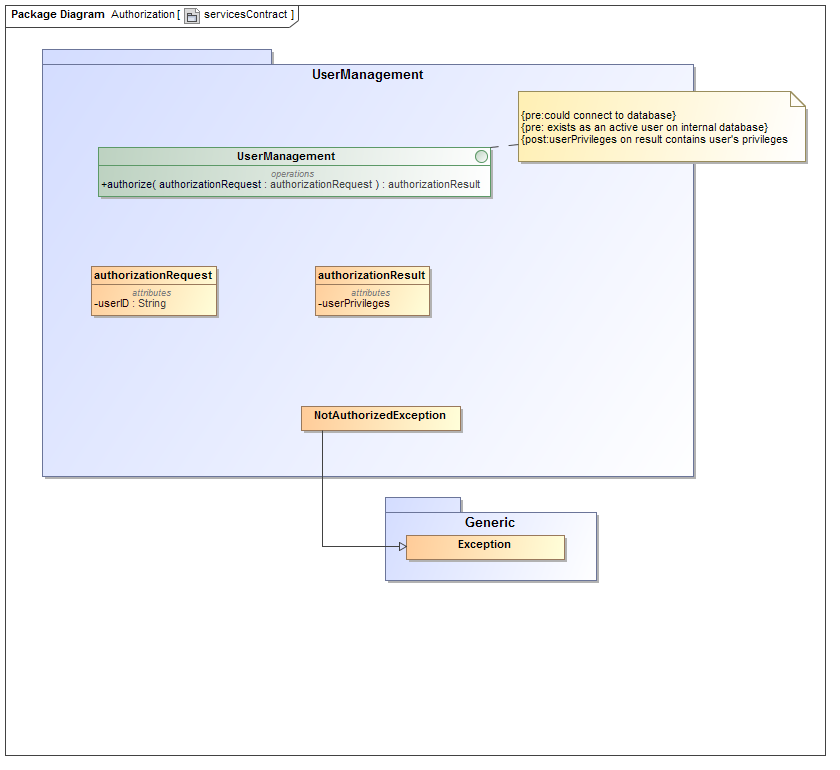 Package Diagram Authorization [ servicesContract ]
UserManagement
{pre:could connect to database}
{pre: exists as an active user on internal database}
{post:userPrivileges on result contains user's privileges
UserManagement
operations
+authorize( authorizationRequest : authorizationRequest ) : authorizationResult
authorizationRequest
attributes
-userID : String
authorizationResult
attributes
-userPrivileges
NotAuthorizedException
Generic
Exception